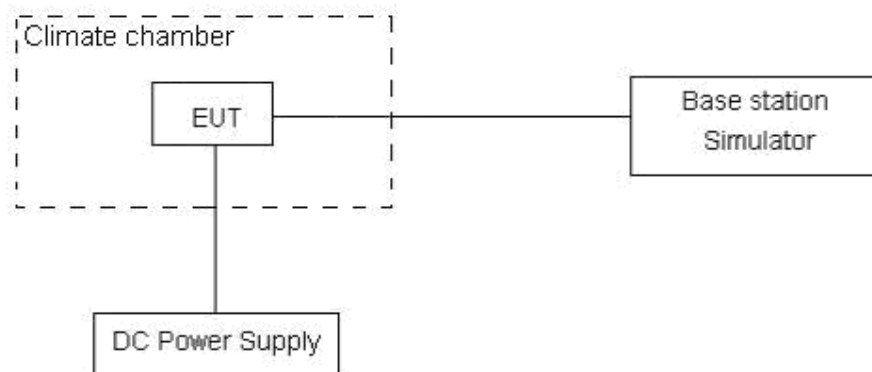 Climate chamber
EUT
Base station
Simulator
DC Power Supply